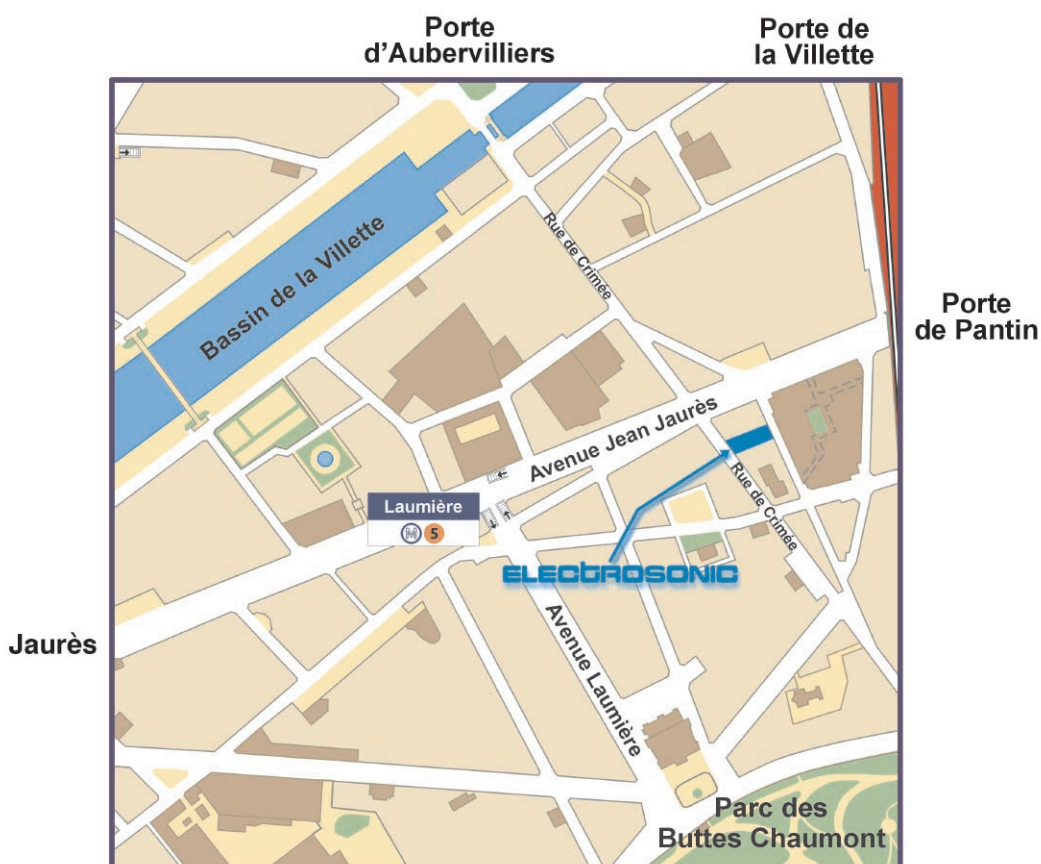 Porte
d'Aubervilliers
Porte de
la Villette
Rue de Crimée
Bassin de la Villette
Porte
de Pantin
Avenue Jean Jaurès
Rue de Crimée
Laumière
M 5
ELECTROSONIC
Avenue Laumière
Jaurès
Parc des
Buttes Chaumont